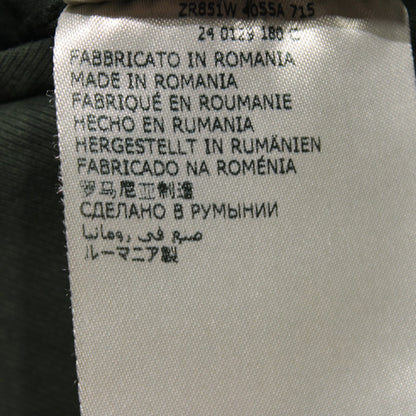 ZR851W 4055A 715
24 0129 180 C
FABBRICATO IN ROMANIA
MADE IN ROMANIA
FABRIQUÉ EN ROUMANIE
HECHO EN RUMANIA
HERGESTELLT IN RUMÄNIEN
FABRICADO NA ROMÉNIA
罗马尼亚制造
СДЕЛАНО В РУМЫНИИ
صنع في رومانيا
ルーマニア製